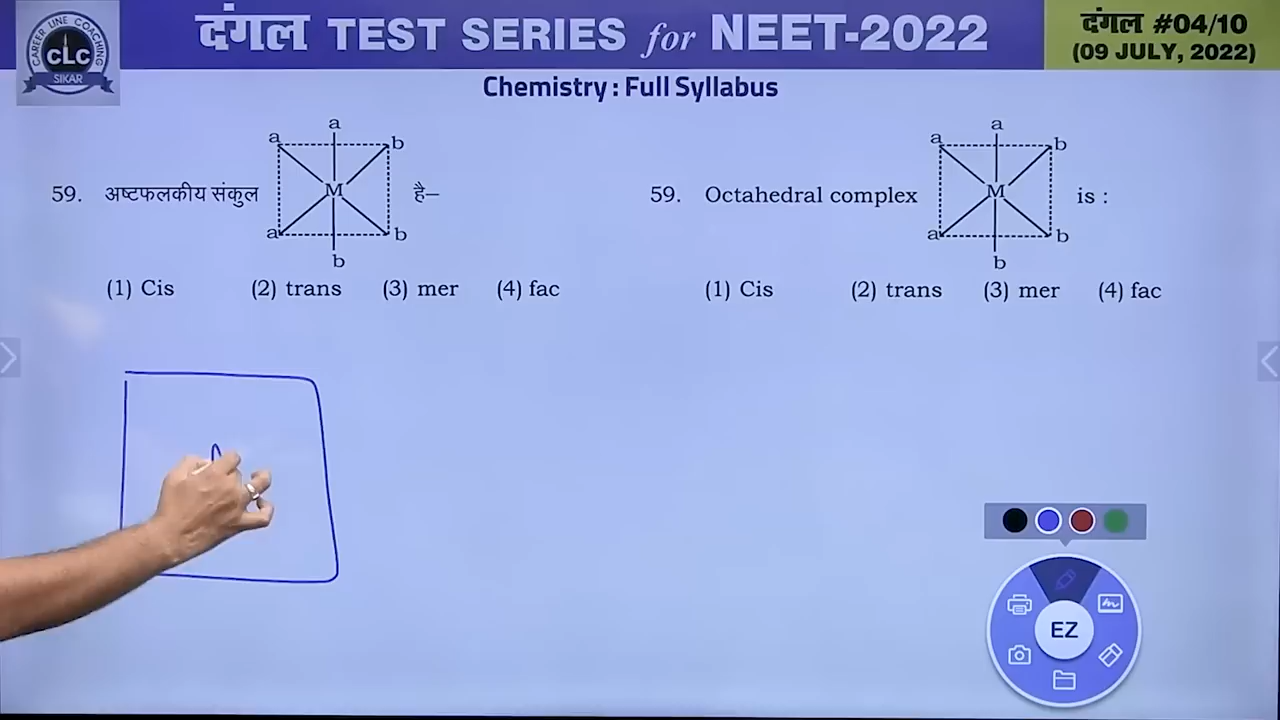 CAREER LINE COACHING
CLC
SIKAR
दंगल TEST SERIES for NEET-2022
दंगल #04/10
(09 JULY, 2022)
Chemistry : Full Syllabus
59. अष्टफलकीय संकुल
a
a
b
M
a
b
b
है–
(1) Cis (2) trans (3) mer (4) fac
59. Octahedral complex
a
a
b
M
a
b
b
is :
(1) Cis (2) trans (3) mer (4) fac
EZ